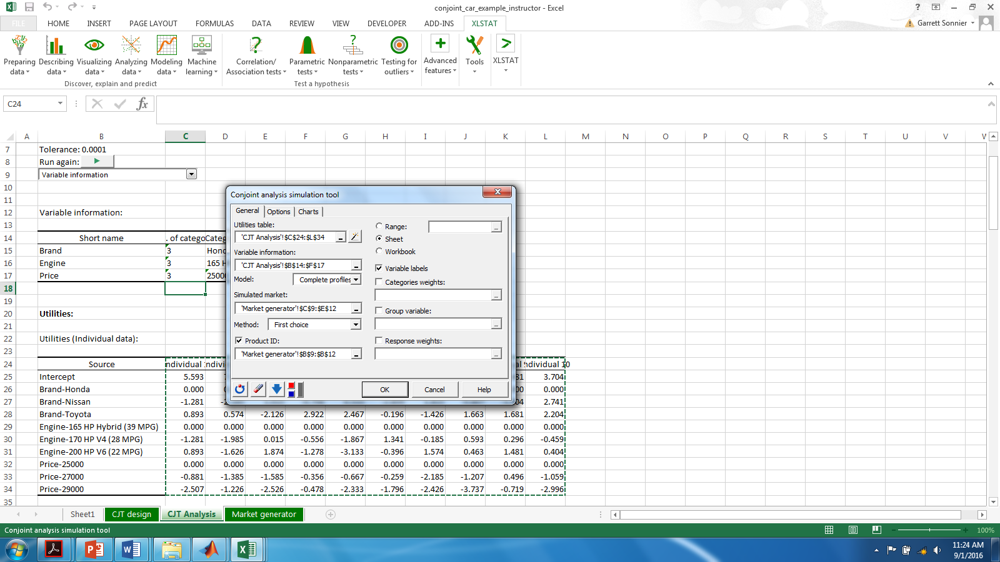 conjoint_car_example_instructor - Excel
FILE HOME INSERT PAGE LAYOUT FORMULAS DATA REVIEW VIEW DEVELOPER ADD-INS XLSTAT
Garrett Sonnier
Preparing data
Describing data
Visualizing data
Analyzing data
Modeling data
Machine learning
Correlation/ Association tests
Parametric tests
Nonparametric tests
Testing for outliers
Advanced features
Tools
XLSTAT
Discover, explain and predict
Test a hypothesis
C24
fx
A B C D E F G H I J K L M N O P Q R S T U V
7 Tolerance: 0.0001
8 Run again:
9 Variable information
10
11
12 Variable information:
13
14 Short name . of catego Categ
15 Brand 3 Hond
16 Engine 3 165 H
17 Price 3 2500
18
19
20 Utilities:
21
22 Utilities (Individual data):
23
24 Source ndividual ndivi ndividual 10
25 Intercept 5.593 81 3.704
26 Brand-Honda 0.000 00 0.000
27 Brand-Nissan -1.281 04 2.741
28 Brand-Toyota 0.893 0.574 -2.126 2.922 2.467 -0.196 -1.426 1.663 1.681 2.204
29 Engine-165 HP Hybrid (39 MPG) 0.000 0.000 0.000 0.000 0.000 0.000 0.000 0.000 0.000 0.000
30 Engine-170 HP V4 (28 MPG) -1.281 -1.985 0.015 -0.556 -1.867 1.341 -0.185 0.593 0.296 -0.459
31 Engine-200 HP V6 (22 MPG) 0.893 -1.626 1.874 -1.278 -3.133 -0.396 1.574 0.463 1.481 0.404
32 Price-25000 0.000 0.000 0.000 0.000 0.000 0.000 0.000 0.000 0.000 0.000
33 Price-27000 -0.881 -1.385 -1.585 -0.356 -0.667 -0.259 -2.185 -1.207 0.496 -1.059
34 Price-29000 -2.507 -1.226 -2.526 -0.478 -2.333 -1.796 -2.426 -3.737 -0.719 -2.996
35
Conjoint analysis simulation tool
General Options Charts
Utilities table:
'CJT Analysis'!$C$24:$L$34
Variable information:
'CJT Analysis'!$B$14:$F$17
Model: Complete profiles
Simulated market:
'Market generator'!$C$9:$E$12
Method: First choice
Product ID:
'Market generator'!$B$9:$B$12
Range:
Sheet
Workbook
Variable labels
Categories weights:
Group variable:
Response weights:
OK Cancel Help
Sheet1 CJT design CJT Analysis Market generator
Conjoint analysis simulation tool
100%
11:24 AM
9/1/2016